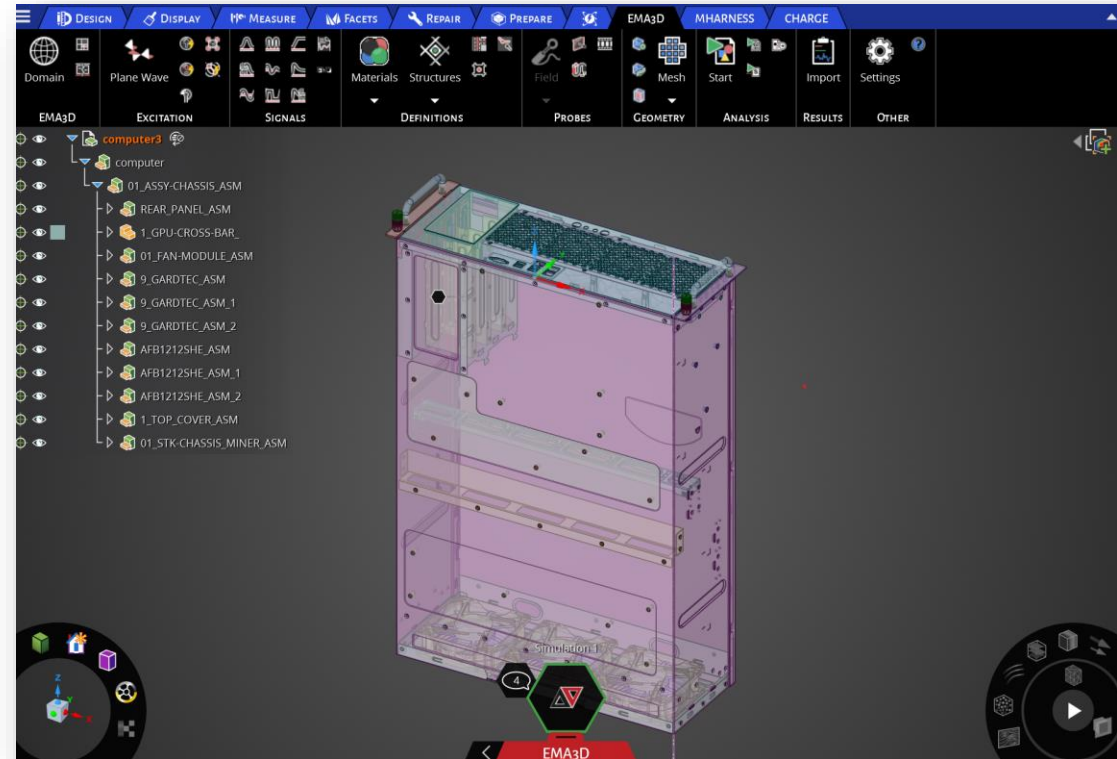 DESIGN DISPLAY MEASURE FACETS REPAIR PREPARE EMA3D MHARNESS CHARGE
Domain Plane Wave Materials Structures Field Mesh Start Import Settings
EMA3D EXCITATION SIGNALS DEFINITIONS PROBES GEOMETRY ANALYSIS RESULTS OTHER
computer3
computer
01_ASSY-CHASSIS_ASM
REAR_PANEL_ASM
1_GPU-CROSS-BAR_
01_FAN-MODULE_ASM
9_GARDTEC_ASM
9_GARDTEC_ASM_1
9_GARDTEC_ASM_2
AFB1212SHE_ASM
AFB1212SHE_ASM_1
AFB1212SHE_ASM_2
1_TOP_COVER_ASM
01_STK-CHASSIS_MINER_ASM
Simulation 1
4
EMA3D
Z
Y
X